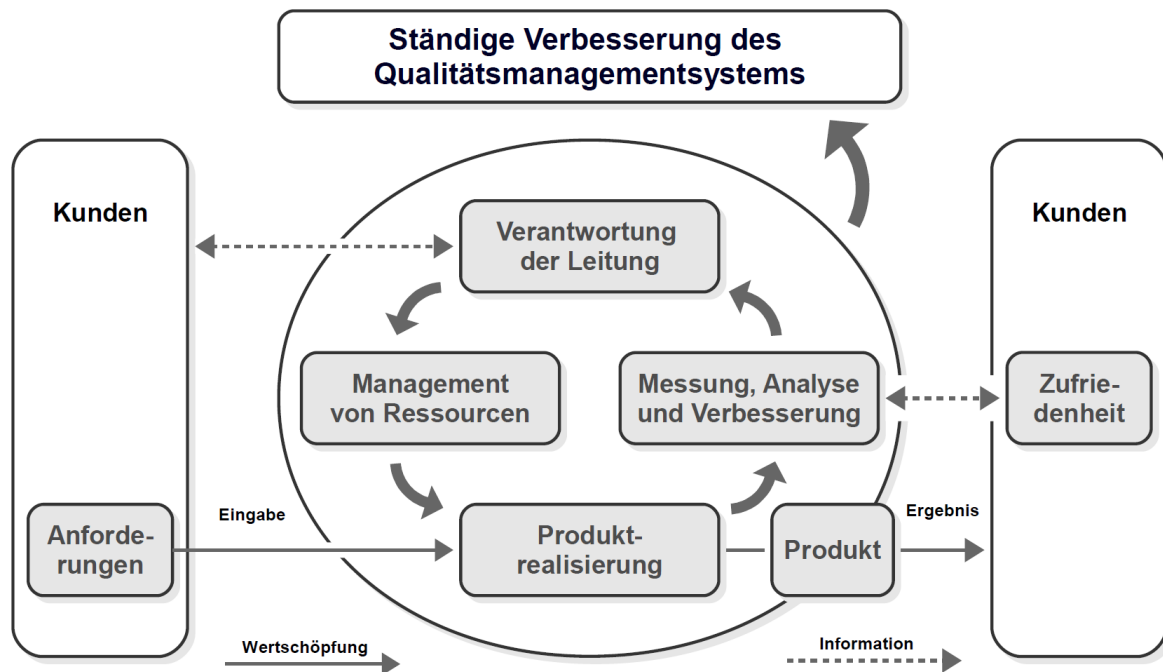 Ständige Verbesserung des
Qualitätsmanagementsystems
Kunden
Kunden
Verantwortung
der Leitung
Management
von Ressourcen
Messung, Analyse
und Verbesserung
Zufrie-
denheit
Anforde-
rungen
Eingabe
Produkt-
realisierung
Produkt
Ergebnis
Wertschöpfung
Information